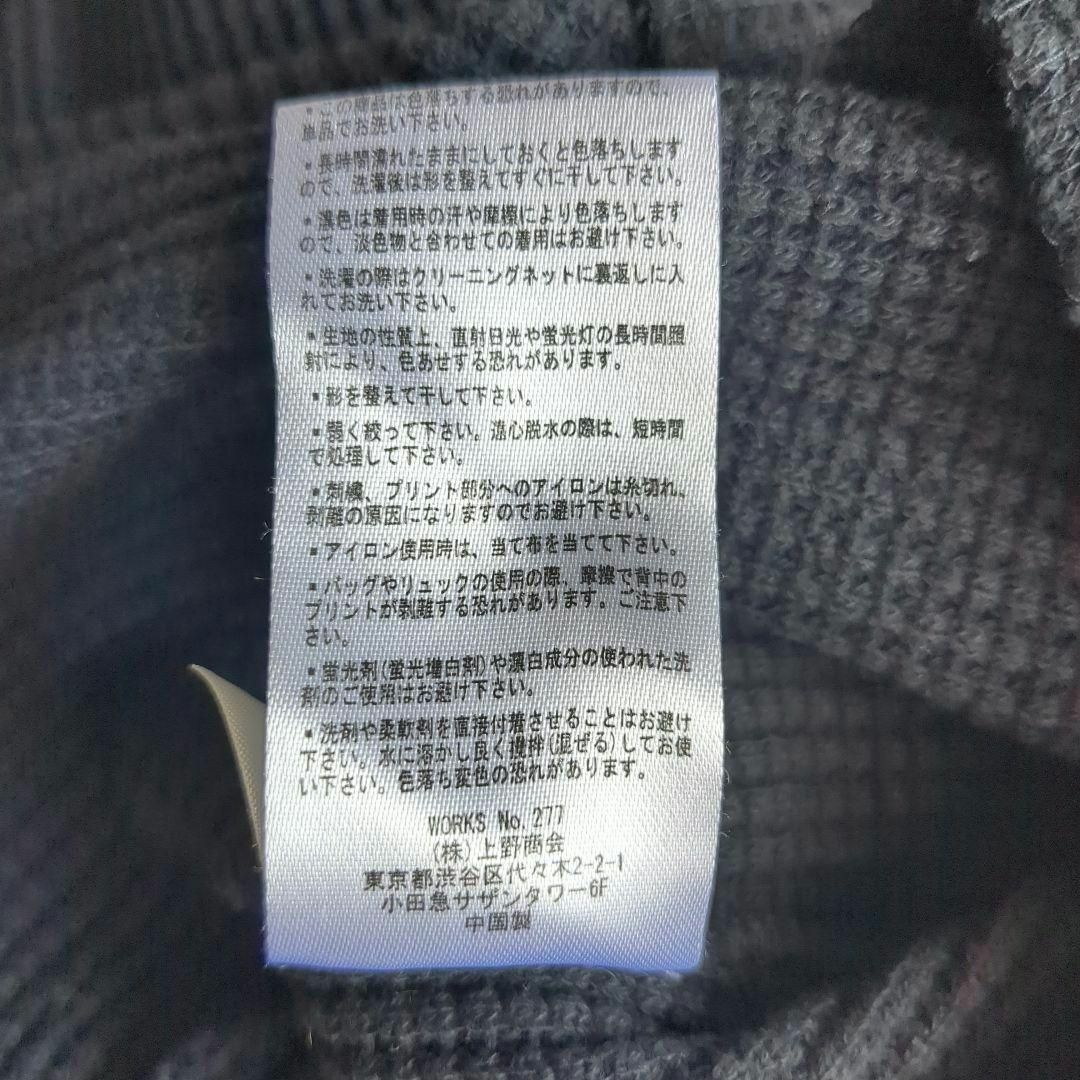 ▪この商品は色落ちする恐れがありますので、
単品でお洗い下さい。
▪長時間濡れたままにしておくと色落ちします
ので、洗濯後は形を整えてすぐに干して下さい。
▪濃色は着用時の汗や摩擦により色落ちします
ので、淡色物と合わせての着用はお避け下さい。
▪洗濯の際はクリーニングネットに裏返しに入
れてお洗い下さい。
▪生地の性質上、直射日光や蛍光灯の長時間照
射により、色あせする恐れがあります。
▪形を整えて干して下さい。
▪弱く絞って下さい。遠心脱水の際は、短時間
で処理して下さい。
▪刺繍、プリント部分へのアイロンは糸切れ、
剥離の原因になりますのでお避け下さい。
▪アイロン使用時は、当て布を当てて下さい。
▪バッグやリュックの使用の際、摩擦で背中の
プリントが剥離する恐れがあります。ご注意下
さい。
▪蛍光剤(蛍光増白剤)や漂白成分の使われた洗
剤のご使用はお避け下さい。
▪洗剤や柔軟剤を直接付着させることはお避け
下さい。水に溶かし良く攪拌(混ぜる)してお使
い下さい。色落ち変色の恐れがあります。
WORKS No.277
(株)上野商会
東京都渋谷区代々木2-2-1
小田急サザンタワー6F
中国製